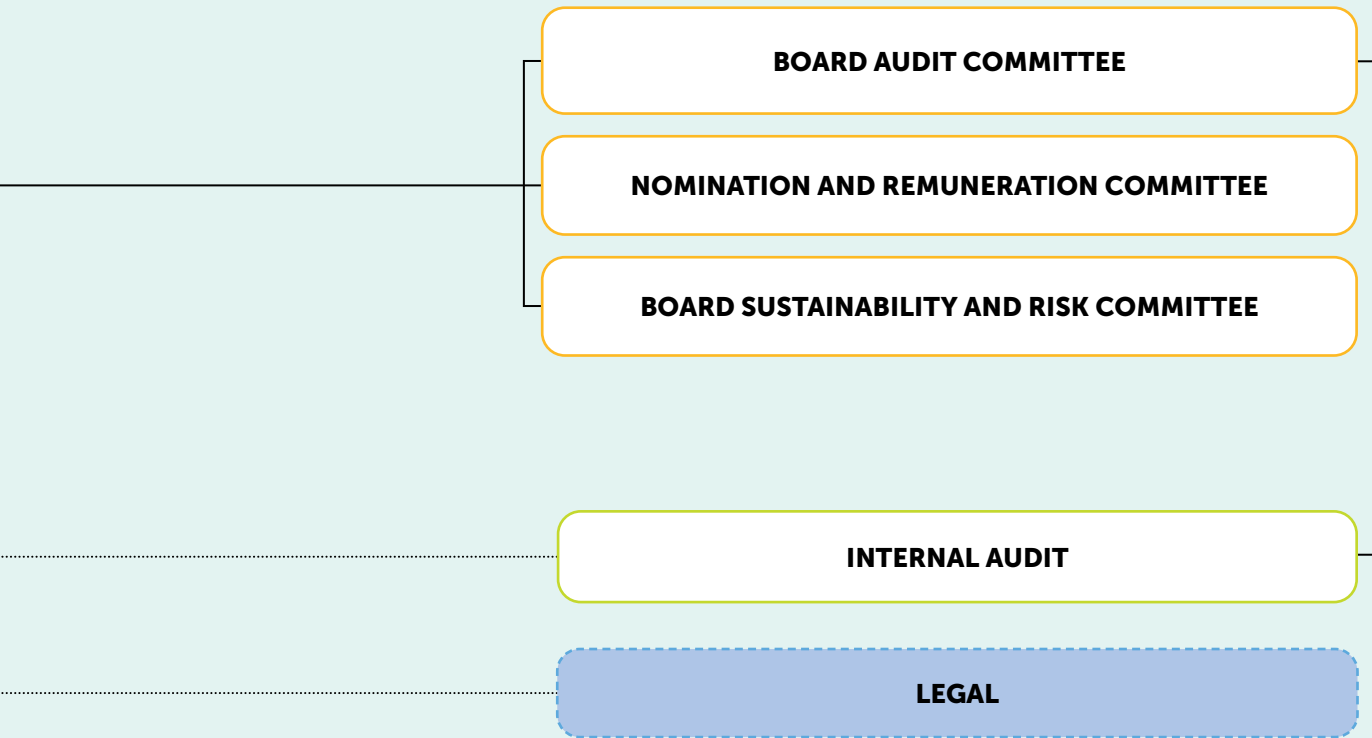 BOARD AUDIT COMMITTEE
NOMINATION AND REMUNERATION COMMITTEE
BOARD SUSTAINABILITY AND RISK COMMITTEE
INTERNAL AUDIT
LEGAL